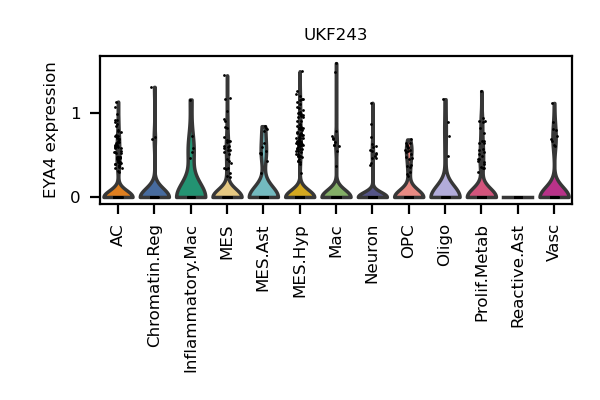 UKF243
EYA4 expression
1
0
AC
Chromatin.Reg
Inflammatory.Mac
MES
MES.Ast
MES.Hyp
Mac
Neuron
OPC
Oligo
Prolif.Metab
Reactive.Ast
Vasc